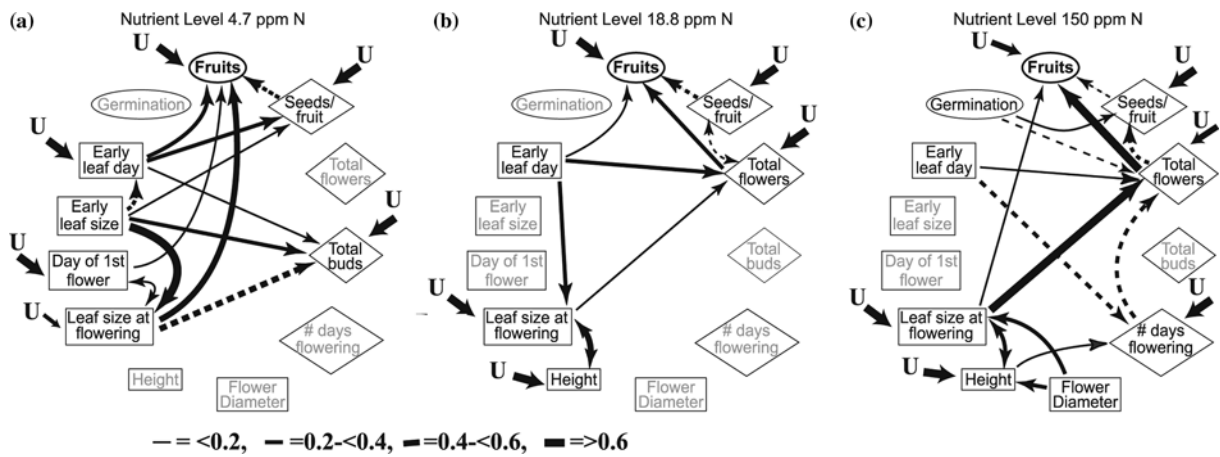 (a)
Nutrient Level 4.7 ppm N
U
Fruits
U
Germination
Seeds/
fruit
U
Early
leaf day
Total
flowers
Early
leaf size
U
U
Day of 1st
flower
Total
buds
U
Leaf size at
flowering
# days
flowering
Height
Flower
Diameter
(b)
Nutrient Level 18.8 ppm N
U
Fruits
U
Germination
Seeds/
fruit
U
Early
leaf day
Total
flowers
Early
leaf size
Day of 1st
flower
Total
buds
U
Leaf size at
flowering
# days
flowering
U
Height
Flower
Diameter
(c)
Nutrient Level 150 ppm N
U
Fruits
U
Germination
Seeds/
fruit
U
Early
leaf day
Total
flowers
Early
leaf size
Day of 1st
flower
Total
buds
U
Leaf size at
flowering
U
# days
flowering
U
Height
Flower
Diameter
= <0.2, =0.2-<0.4, =0.4-<0.6, =>0.6